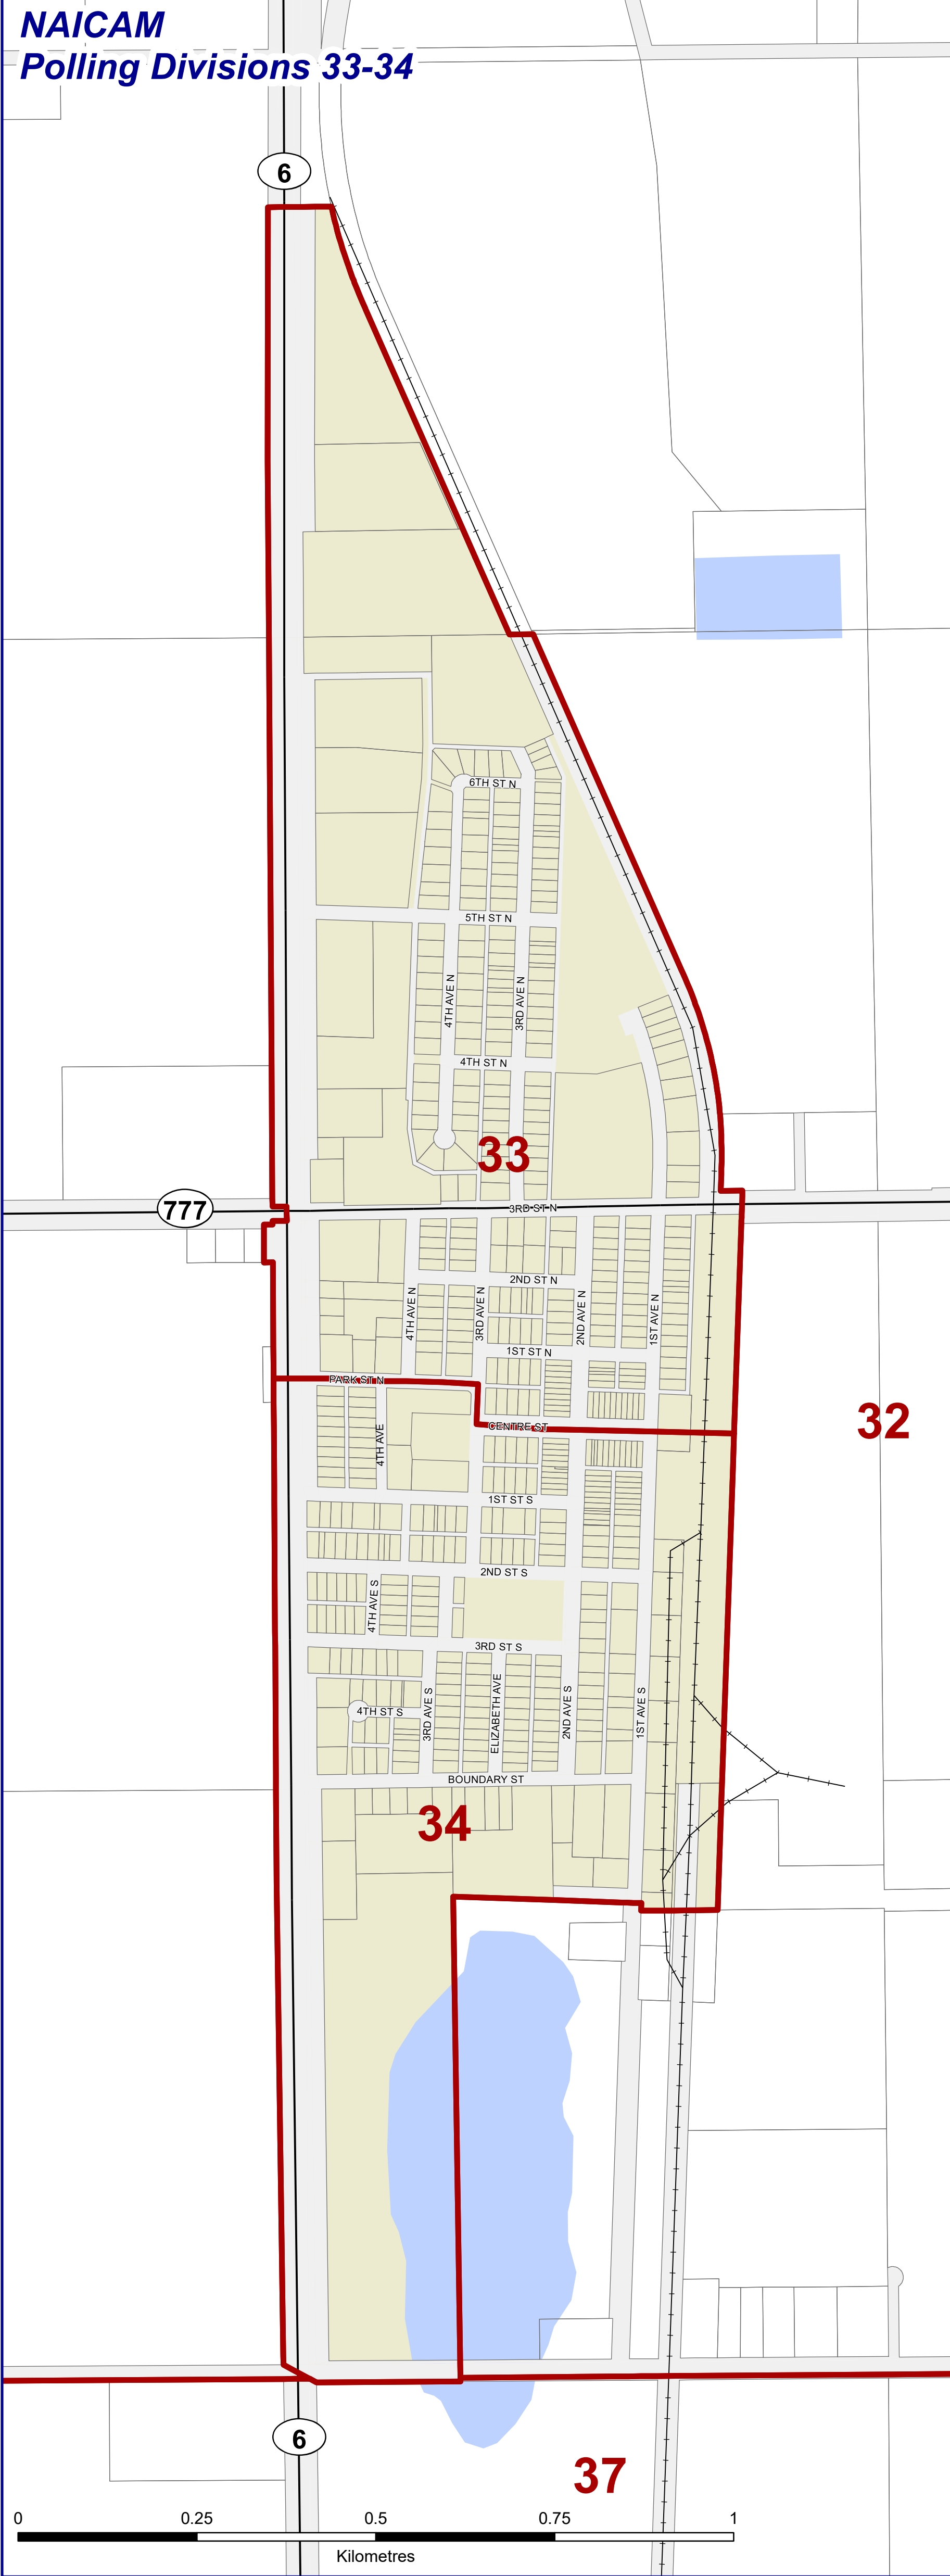 NAICAM
Polling Divisions 33-34
6
6TH ST N
5TH ST N
4TH AVE N
3RD AVE N
4TH ST N
33
777
3RD ST N
2ND ST N
4TH AVE N
3RD AVE N
2ND AVE N
1ST AVE N
1ST ST N
PARK ST N
32
CENTRE ST
4TH AVE
1ST ST S
2ND ST S
4TH AVE S
3RD ST S
4TH ST S
3RD AVE S
ELIZABETH AVE
2ND AVE S
1ST AVE S
BOUNDARY ST
34
6
37
0 0.25 0.5 0.75 1
Kilometres